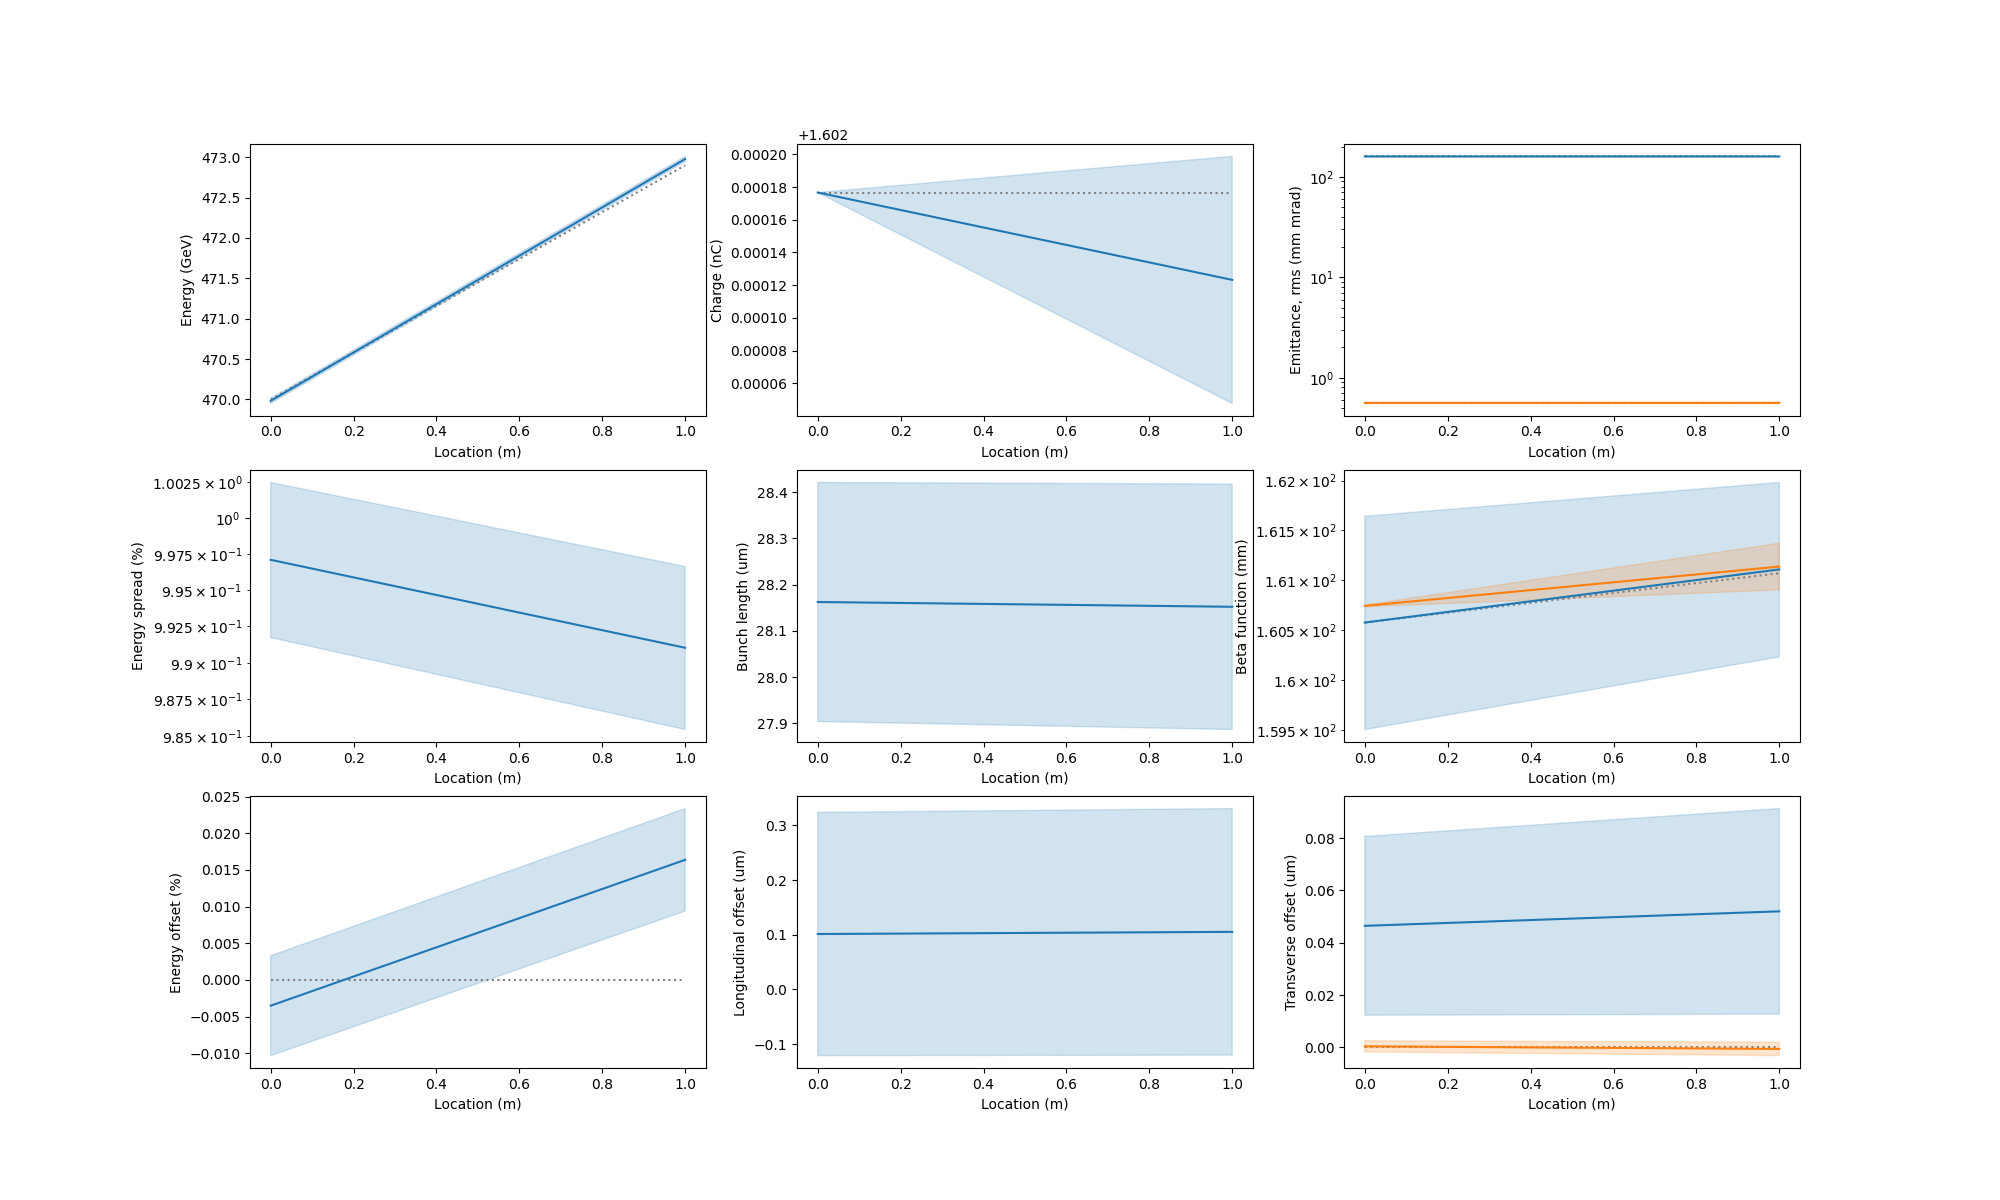 Energy (GeV)
473.0
472.5
472.0
471.5
471.0
470.5
470.0
0.0 0.2 0.4 0.6 0.8 1.0
Location (m)
+1.602
Charge (nC)
0.00020
0.00018
0.00016
0.00014
0.00012
0.00010
0.00008
0.00006
0.0 0.2 0.4 0.6 0.8 1.0
Location (m)
Emittance, rms (mm mrad)
10²
10¹
10⁰
0.0 0.2 0.4 0.6 0.8 1.0
Location (m)
Energy spread (%)
1.0025 × 10⁰
10⁰
9.975 × 10⁻¹
9.95 × 10⁻¹
9.925 × 10⁻¹
9.9 × 10⁻¹
9.875 × 10⁻¹
9.85 × 10⁻¹
0.0 0.2 0.4 0.6 0.8 1.0
Location (m)
Bunch length (um)
28.4
28.3
28.2
28.1
28.0
27.9
0.0 0.2 0.4 0.6 0.8 1.0
Location (m)
Beta function (mm)
1.62 × 10²
1.615 × 10²
1.61 × 10²
1.605 × 10²
1.6 × 10²
1.595 × 10²
0.0 0.2 0.4 0.6 0.8 1.0
Location (m)
Energy offset (%)
0.025
0.020
0.015
0.010
0.005
0.000
−0.005
−0.010
0.0 0.2 0.4 0.6 0.8 1.0
Location (m)
Longitudinal offset (um)
0.3
0.2
0.1
0.0
−0.1
0.0 0.2 0.4 0.6 0.8 1.0
Location (m)
Transverse offset (um)
0.08
0.06
0.04
0.02
0.00
0.0 0.2 0.4 0.6 0.8 1.0
Location (m)